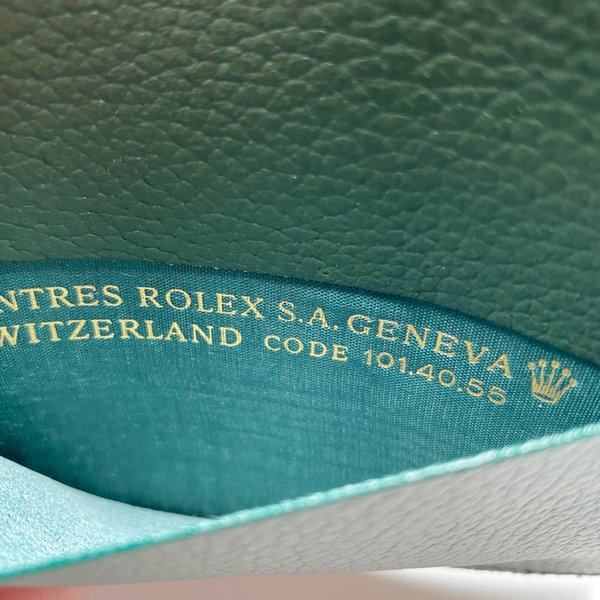 NTRES ROLEX S.A. GENEVA
WITZERLAND CODE 101.40.55